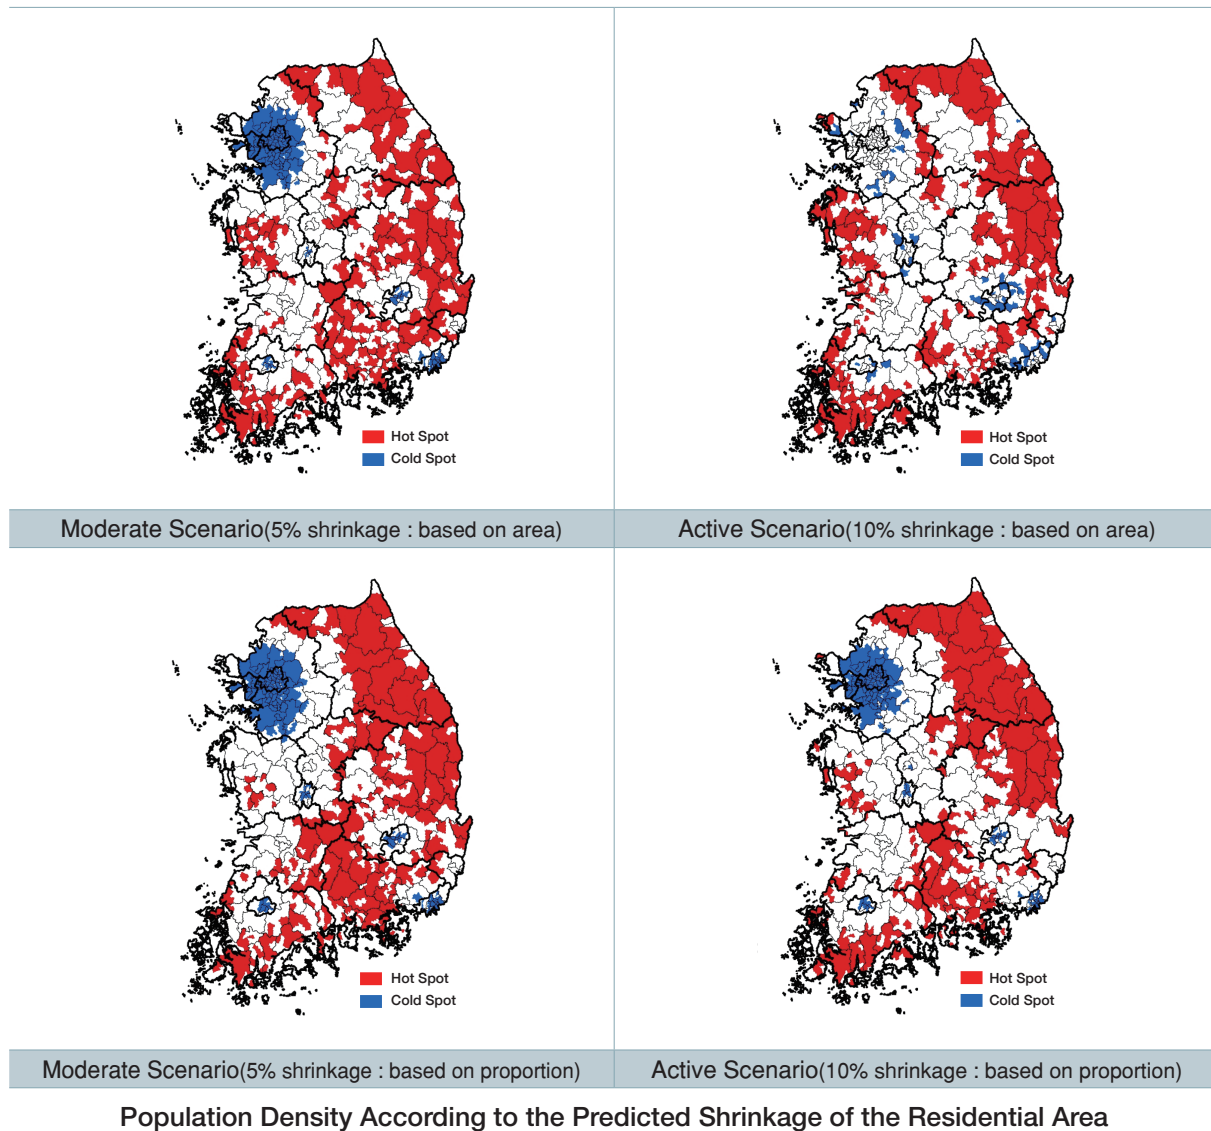 Hot Spot
Cold Spot
Hot Spot
Cold Spot
Moderate Scenario(5% shrinkage : based on area)
Active Scenario(10% shrinkage : based on area)
Hot Spot
Cold Spot
Hot Spot
Cold Spot
Moderate Scenario(5% shrinkage : based on proportion)
Active Scenario(10% shrinkage : based on proportion)
Population Density According to the Predicted Shrinkage of the Residential Area